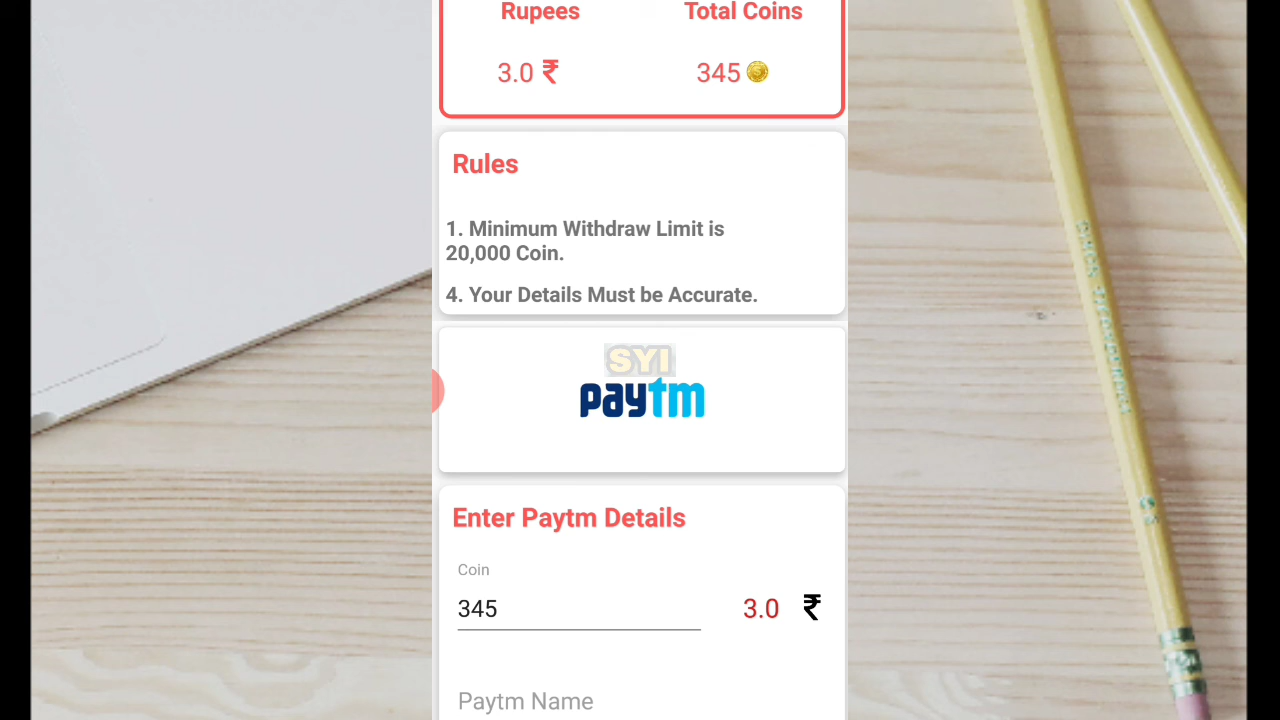 Rupees Total Coins
3.0 ₹ 345
Rules
1. Minimum Withdraw Limit is
20,000 Coin.
4. Your Details Must be Accurate.
SYI
paytm
Enter Paytm Details
Coin
345 3.0 ₹
Paytm Name